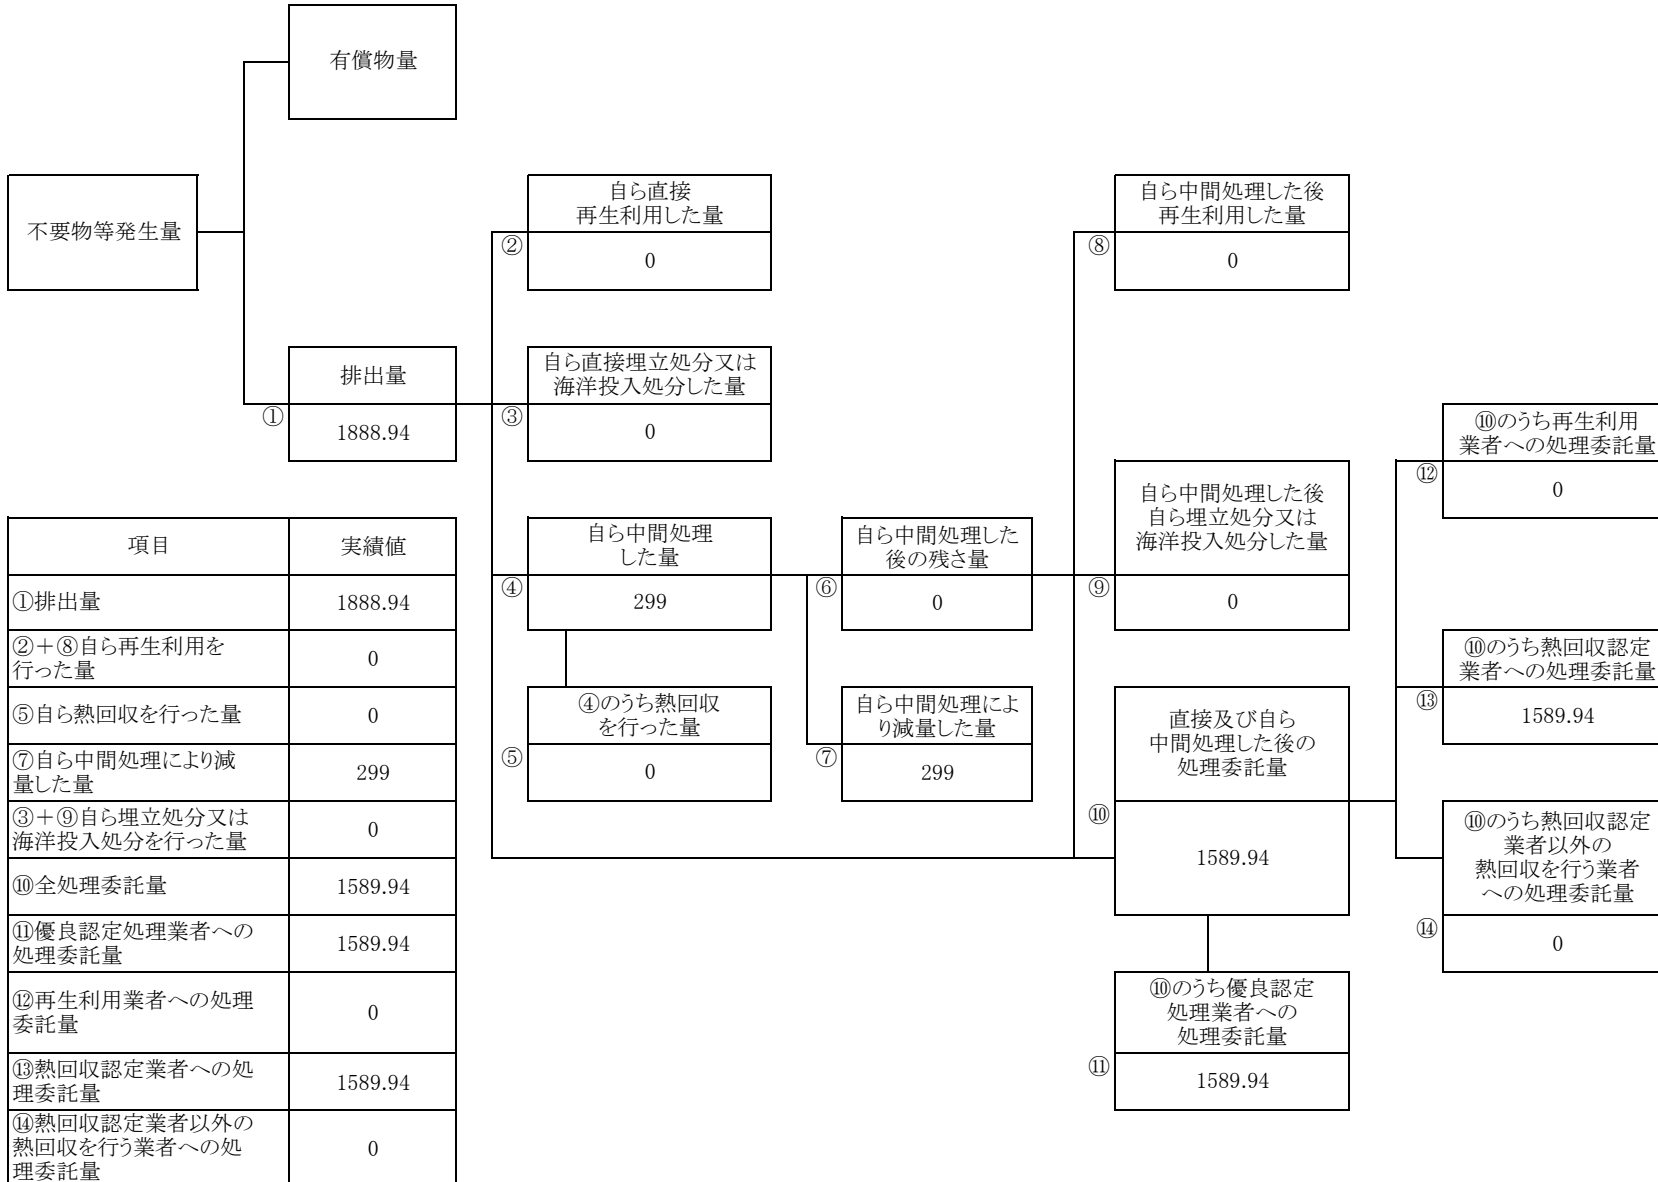 有償物量
不要物等発生量
自ら直接
再生利用した量
②
0
自ら中間処理した後
再生利用した量
⑧
0
排出量
①
1888.94
自ら直接埋立処分又は
海洋投入処分した量
③
0
⑩のうち再生利用
業者への処理委託量
⑫
0
自ら中間処理した後
自ら埋立処分又は
海洋投入処分した量
⑨
0
自ら中間処理
した量
④
299
自ら中間処理した
後の残さ量
⑥
0
⑩のうち熱回収認定
業者への処理委託量
⑬
1589.94
④のうち熱回収
を行った量
⑤
0
自ら中間処理によ
り減量した量
⑦
299
直接及び自ら
中間処理した後の
処理委託量
⑩
1589.94
⑩のうち熱回収認定
業者以外の
熱回収を行う業者
への処理委託量
⑭
0
⑩のうち優良認定
処理業者への
処理委託量
⑪
1589.94
項目 実績値
①排出量 1888.94
②+⑧自ら再生利用を
行った量
0
⑤自ら熱回収を行った量 0
⑦自ら中間処理により減
量した量
299
③+⑨自ら埋立処分又は
海洋投入処分を行った量
0
⑩全処理委託量 1589.94
⑪優良認定処理業者への
処理委託量
1589.94
⑫再生利用業者への処理
委託量
0
⑬熱回収認定業者への処
理委託量
1589.94
⑭熱回収認定業者以外の
熱回収を行う業者への処
理委託量
0